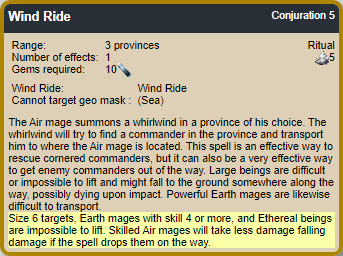 Wind Ride Conjuration 5
Range: 3 provinces Ritual
Number of effects: 1 5
Gems required: 10
Wind Ride: Wind Ride
Cannot target geo mask : (Sea)
The Air mage summons a whirlwind in a province of his choice. The
whirlwind will try to find a commander in the province and transport
him to where the Air mage is located. This spell is an effective way to
rescue cornered commanders, but it can also be a very effective way
to get enemy commanders out of the way. Large beings are difficult
or impossible to lift and might fall to the ground somewhere along the
way, possibly dying upon impact. Powerful Earth mages are likewise
difficult to transport.
Size 6 targets, Earth mages with skill 4 or more, and Ethereal beings
are impossible to lift. Skilled Air mages will take less damage falling
damage if the spell drops them on the way.